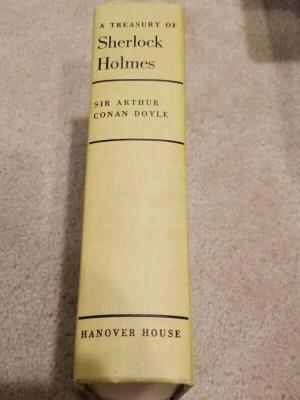 A TREASURY OF
Sherlock
Holmes
SIR ARTHUR
CONAN DOYLE
HANOVER HOUSE